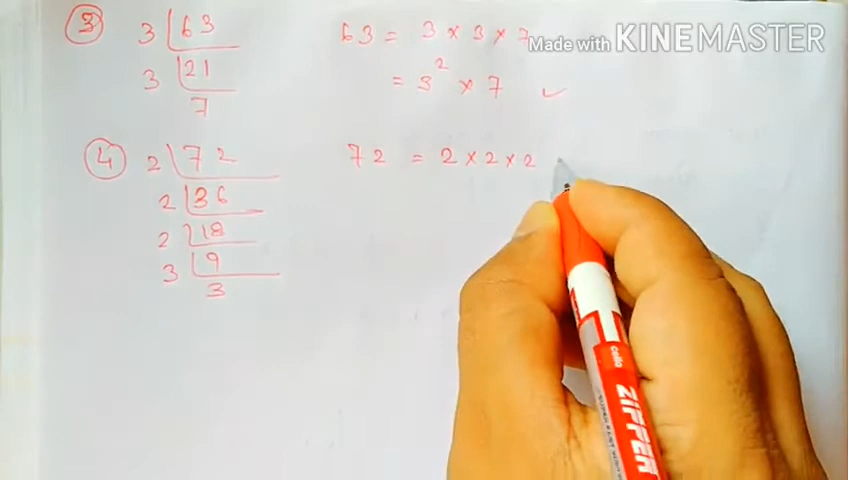 3 3 63 63 = 3 × 3 × 7
Made with KINEMASTER
3 21 = 3² × 7 ✓
7
4 2 72 72 = 2 × 2 × 2
2 36
2 18
3 9
3
Cello
ZIPPER